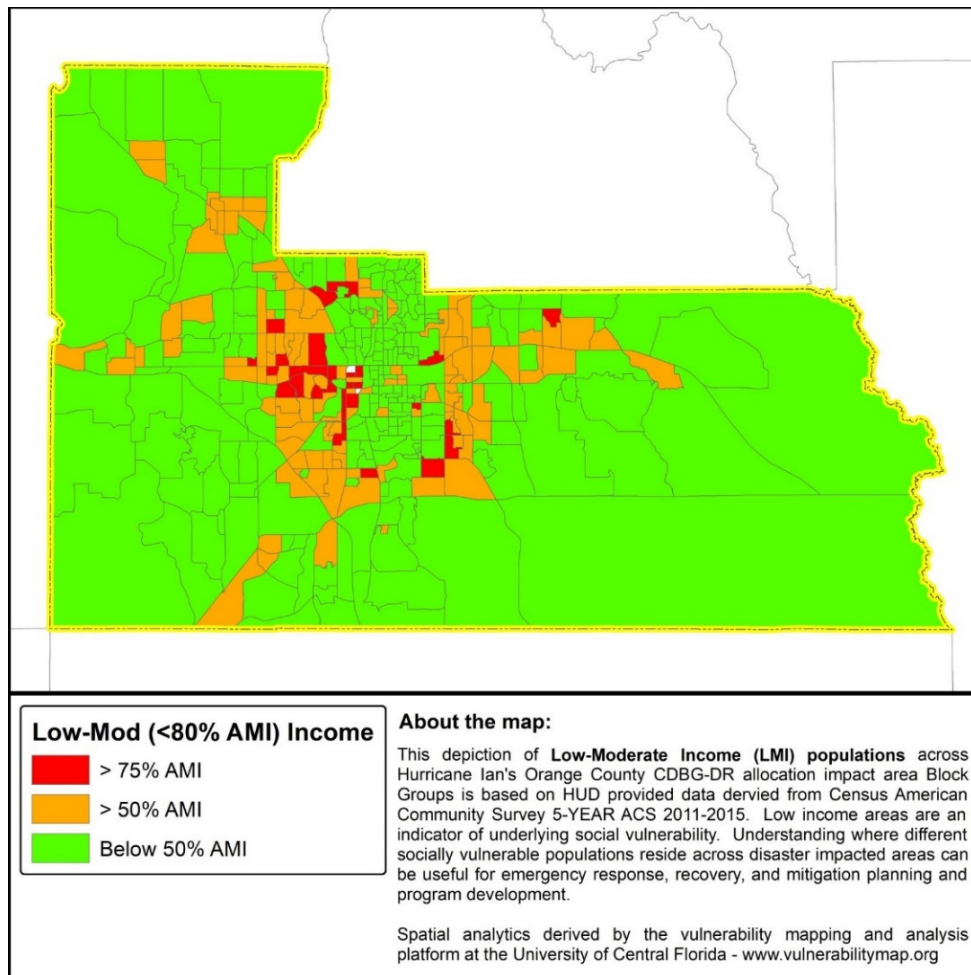 Low-Mod (<80% AMI) Income
> 75% AMI
> 50% AMI
Below 50% AMI
About the map:
This depiction of Low-Moderate Income (LMI) populations across
Hurricane Ian's Orange County CDBG-DR allocation impact area Block
Groups is based on HUD provided data dervied from Census American
Community Survey 5-YEAR ACS 2011-2015. Low income areas are an
indicator of underlying social vulnerability. Understanding where different
socially vulnerable populations reside across disaster impacted areas can
be useful for emergency response, recovery, and mitigation planning and
program development.
Spatial analytics derived by the vulnerability mapping and analysis
platform at the University of Central Florida - www.vulnerabilitymap.org